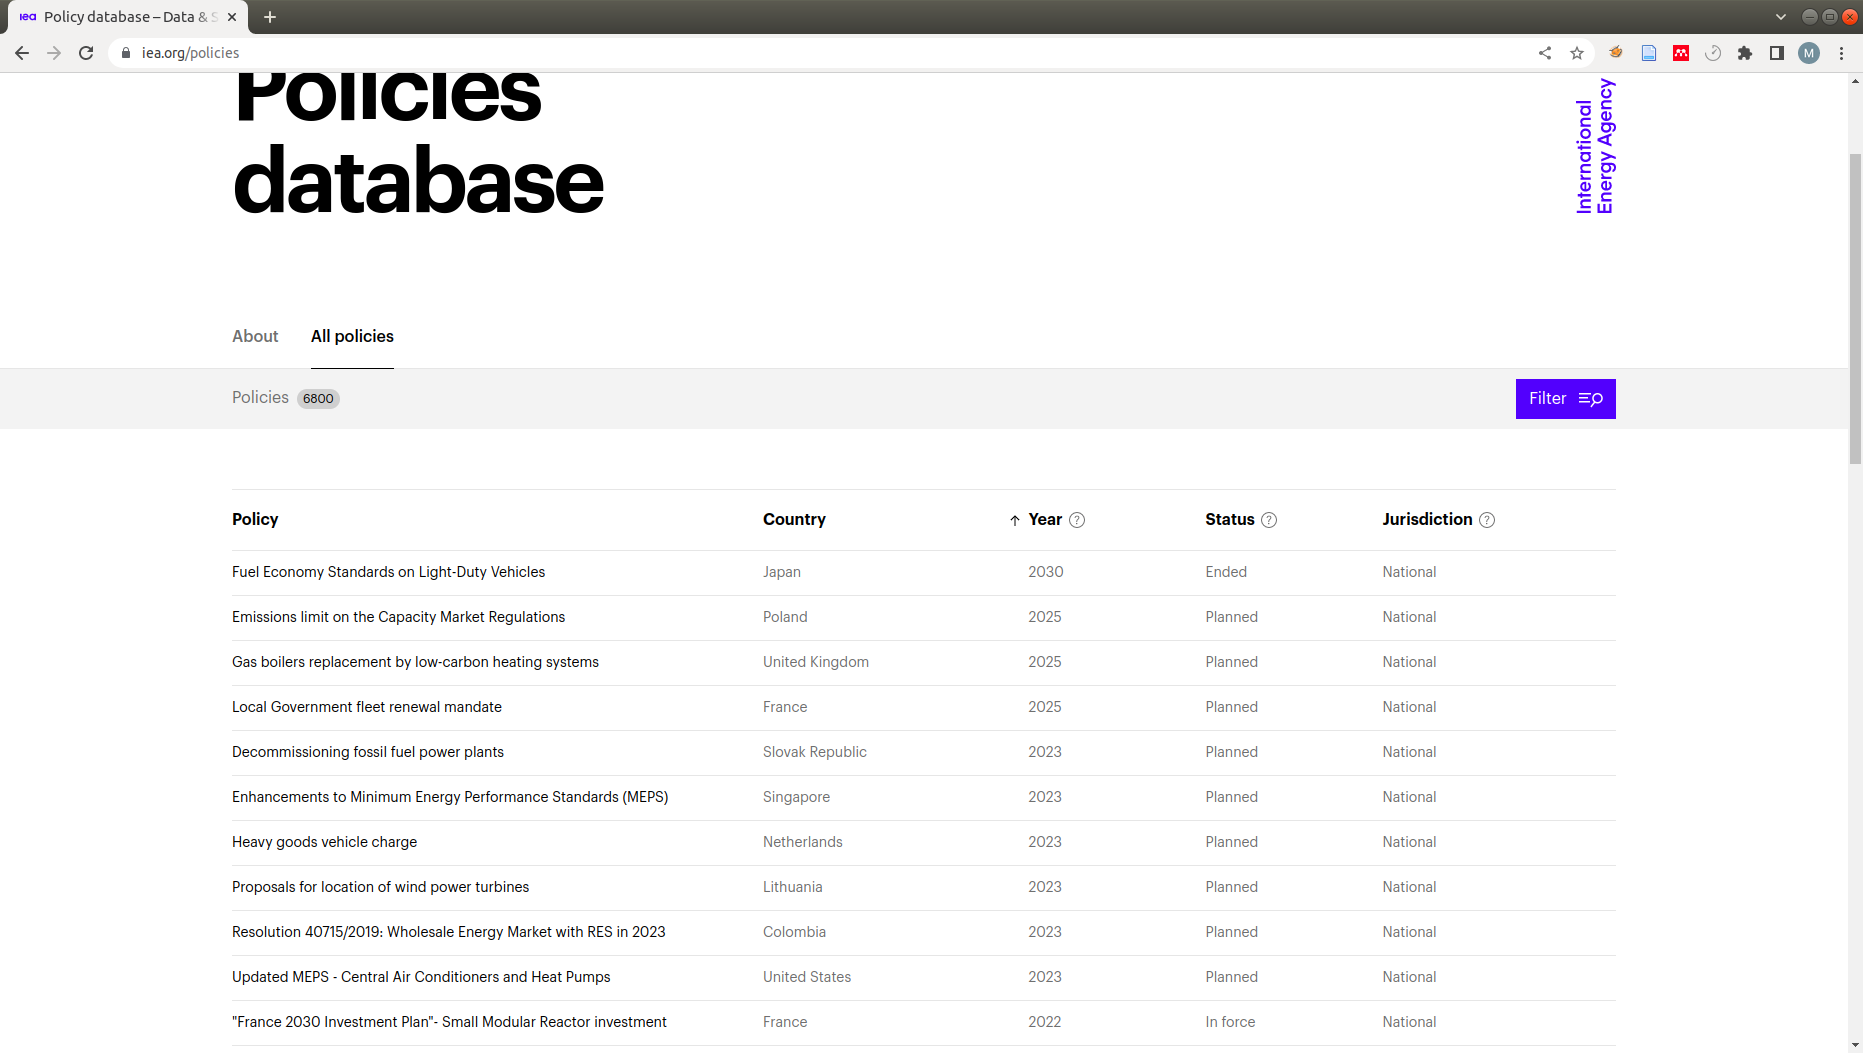 iea Policy database – Data & S
iea.org/policies
M
Policies
database
International
Energy Agency
About All policies
Policies 6800 Filter
Policy Country ↑ Year ? Status ? Jurisdiction ?
Fuel Economy Standards on Light-Duty Vehicles Japan 2030 Ended National
Emissions limit on the Capacity Market Regulations Poland 2025 Planned National
Gas boilers replacement by low-carbon heating systems United Kingdom 2025 Planned National
Local Government fleet renewal mandate France 2025 Planned National
Decommissioning fossil fuel power plants Slovak Republic 2023 Planned National
Enhancements to Minimum Energy Performance Standards (MEPS) Singapore 2023 Planned National
Heavy goods vehicle charge Netherlands 2023 Planned National
Proposals for location of wind power turbines Lithuania 2023 Planned National
Resolution 40715/2019: Wholesale Energy Market with RES in 2023 Colombia 2023 Planned National
Updated MEPS - Central Air Conditioners and Heat Pumps United States 2023 Planned National
"France 2030 Investment Plan"- Small Modular Reactor investment France 2022 In force National